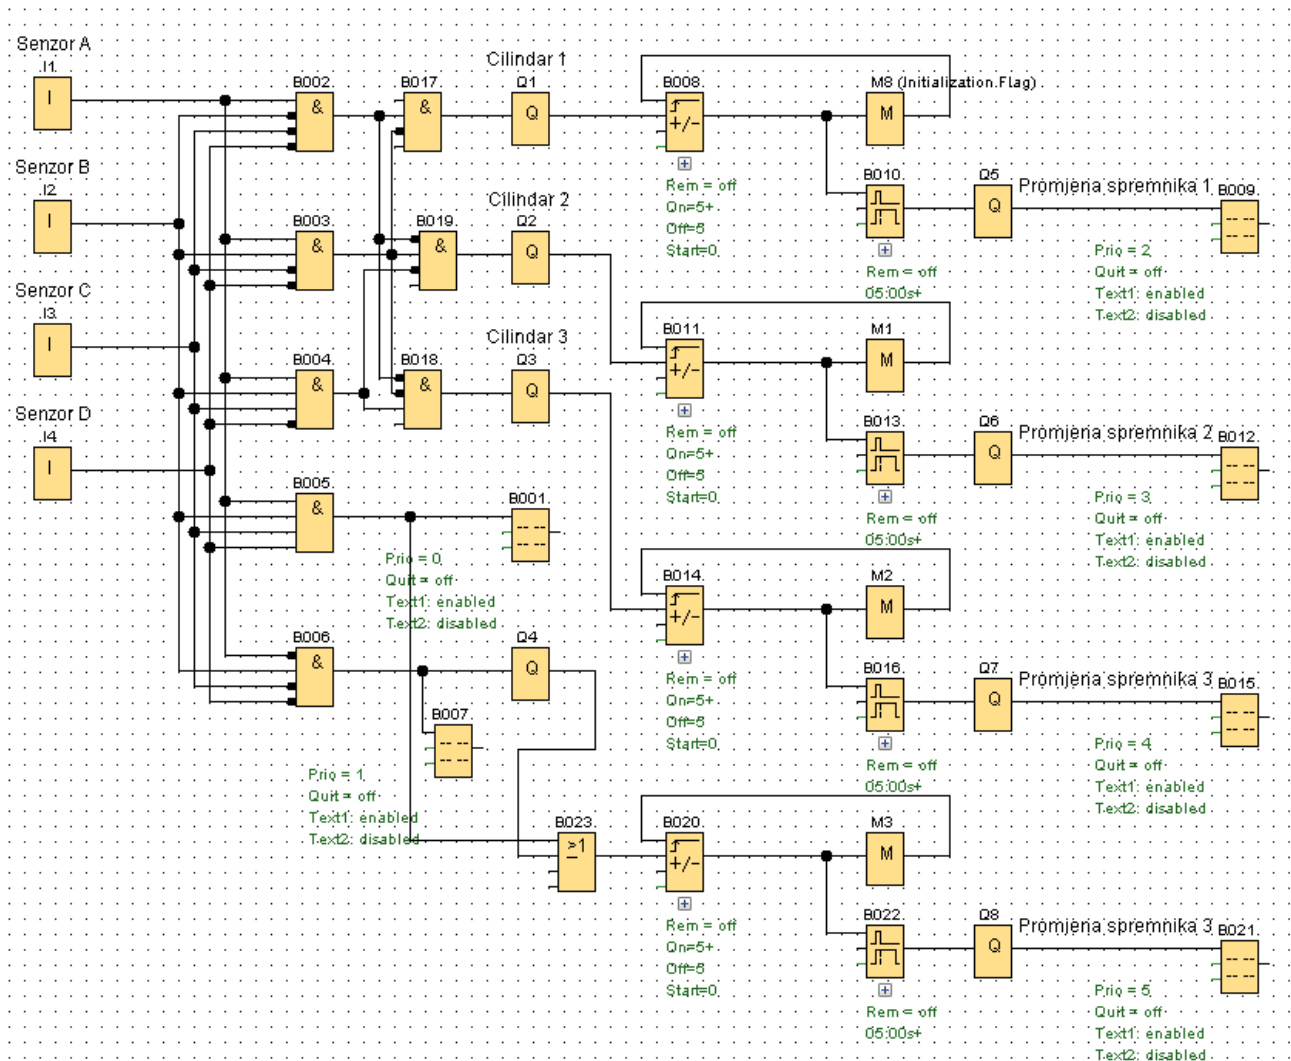 Senzor A
I1
I
Senzor B
I2
I
Senzor C
I3
I
Senzor D
I4
I
B002
&
B003
&
B004
&
B005
&
B006
&
B017
&
B019
&
B018
&
Cilindar 1
Q1
Q
Cilindar 2
Q2
Q
Cilindar 3
Q3
Q
B001
Prio = 0
Quit = off
Text1: enabled
Text2: disabled
Q4
Q
B007
Prio = 1
Quit = off
Text1: enabled
Text2: disabled
B023
>1
B008
+/-
Rem = off
On=5+
Off=5
Start=0
M8 (Initialization Flag)
M
B010
Rem = off
05:00s+
Q5
Q
Promjena spremnika 1
B009
Prio = 2
Quit = off
Text1: enabled
Text2: disabled
B011
+/-
Rem = off
On=5+
Off=5
Start=0
M1
M
B013
Rem = off
05:00s+
Q6
Q
Promjena spremnika 2
B012
Prio = 3
Quit = off
Text1: enabled
Text2: disabled
B014
+/-
Rem = off
On=5+
Off=5
Start=0
M2
M
B016
Rem = off
05:00s+
Q7
Q
Promjena spremnika 3
B015
Prio = 4
Quit = off
Text1: enabled
Text2: disabled
B020
+/-
Rem = off
On=5+
Off=5
Start=0
M3
M
B022
Rem = off
05:00s+
Q8
Q
Promjena spremnika 3
B021
Prio = 5
Quit = off
Text1: enabled
Text2: disabled